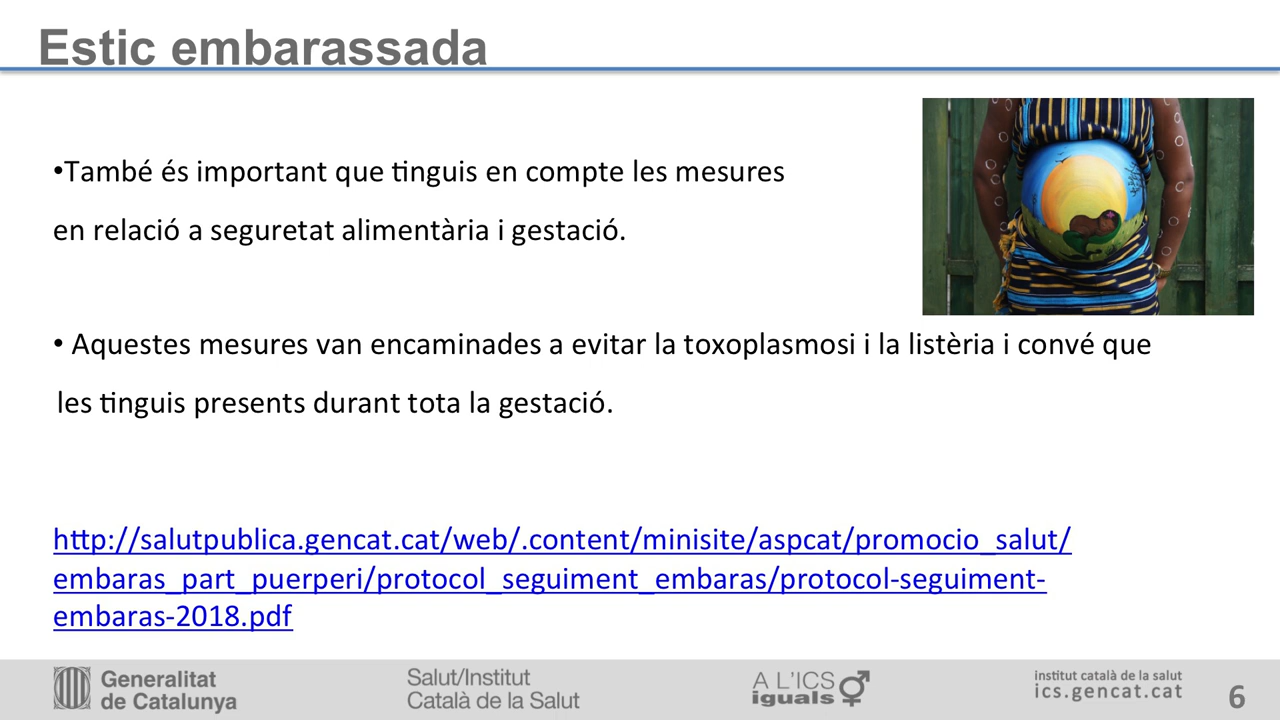 Estic embarassada
•També és important que tinguis en compte les mesures
en relació a seguretat alimentària i gestació.
• Aquestes mesures van encaminades a evitar la toxoplasmosi i la listèria i convé que
les tinguis presents durant tota la gestació.
http://salutpublica.gencat.cat/web/.content/minisite/aspcat/promocio_salut/
embaras_part_puerperi/protocol_seguiment_embaras/protocol-seguiment-
embaras-2018.pdf
Generalitat
de Catalunya
Salut/Institut
Català de la Salut
A L'ICS
iguals
institut català de la salut
ics.gencat.cat
6